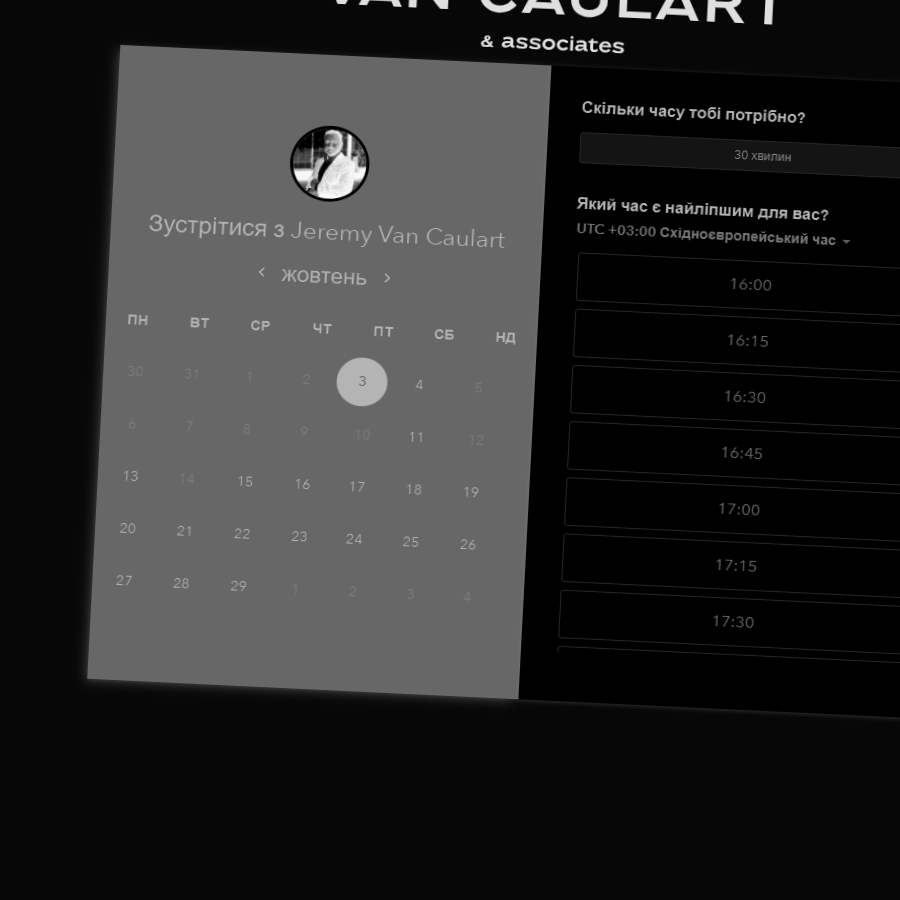 VAN CAULART
& associates
Зустрітися з Jeremy Van Caulart
жовтень
ПН ВТ СР ЧТ ПТ СБ НД
30 31 1 2 3 4 5
6 7 8 9 10 11 12
13 14 15 16 17 18 19
20 21 22 23 24 25 26
27 28 29 1 2 3 4
Скільки часу тобі потрібно?
30 хвилин
Який час є найліпшим для вас?
UTC +03:00 Східноєвропейський час
16:00
16:15
16:30
16:45
17:00
17:15
17:30